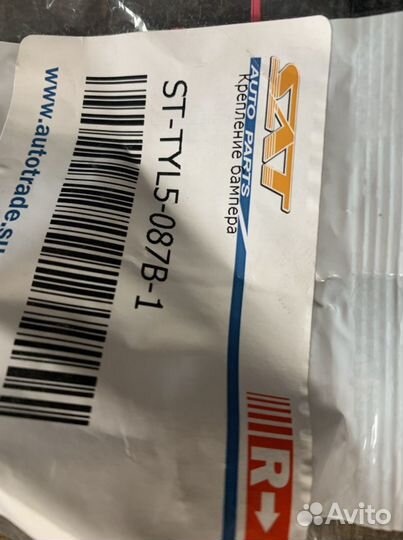 SAT
AUTO PARTS
Крепление бампера
ST-TYL5-087B-1
www.autotrade.su
R
Avito